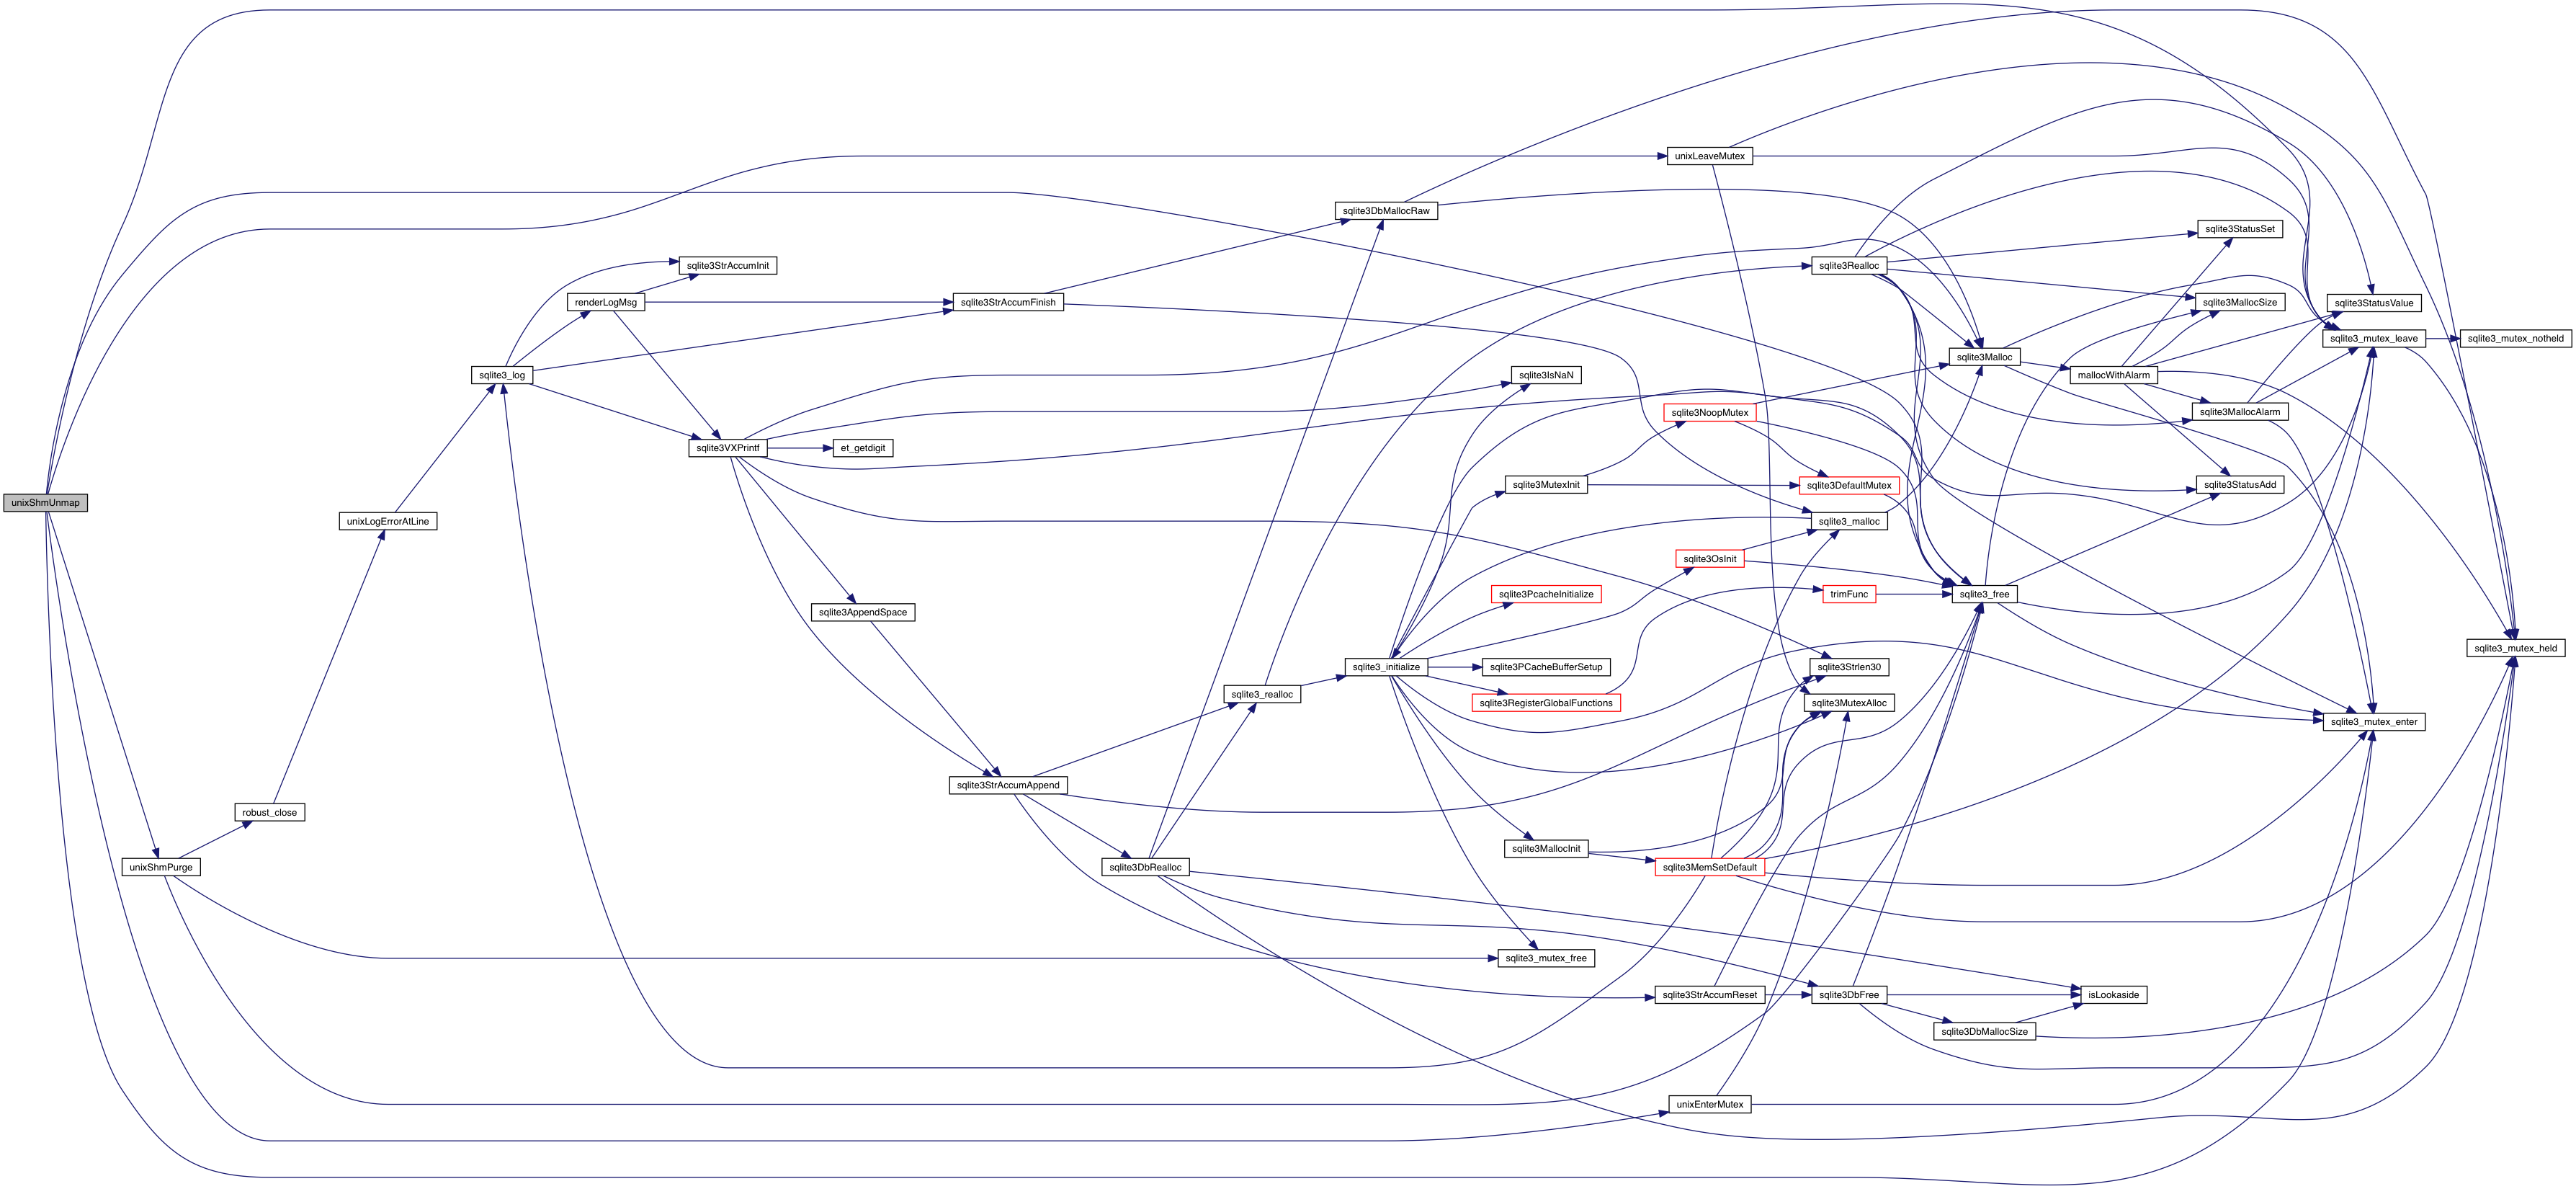 unixShmUnmap
unixShmPurge
robust_close
unixLogErrorAtLine
sqlite3_log
renderLogMsg
sqlite3StrAccumInit
sqlite3VXPrintf
et_getdigit
sqlite3AppendSpace
sqlite3StrAccumFinish
sqlite3StrAccumAppend
sqlite3DbRealloc
sqlite3_realloc
sqlite3DbMallocRaw
sqlite3_initialize
sqlite3IsNaN
sqlite3MutexInit
sqlite3PcacheInitialize
sqlite3PCacheBufferSetup
sqlite3RegisterGlobalFunctions
sqlite3MallocInit
sqlite3_mutex_free
unixLeaveMutex
sqlite3NoopMutex
sqlite3OsInit
sqlite3MemSetDefault
sqlite3StrAccumReset
unixEnterMutex
sqlite3Realloc
sqlite3DefaultMutex
sqlite3_malloc
trimFunc
sqlite3Strlen30
sqlite3MutexAlloc
sqlite3DbFree
sqlite3Malloc
sqlite3_free
sqlite3DbMallocSize
mallocWithAlarm
isLookaside
sqlite3StatusSet
sqlite3MallocSize
sqlite3MallocAlarm
sqlite3StatusAdd
sqlite3StatusValue
sqlite3_mutex_leave
sqlite3_mutex_enter
sqlite3_mutex_notheld
sqlite3_mutex_held